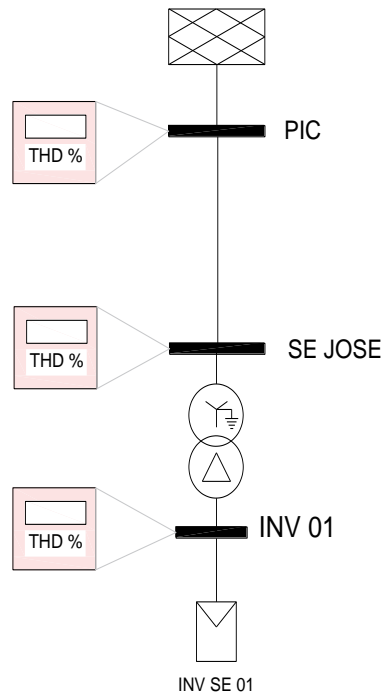 PIC
THD %
SE JOSE
THD %
INV 01
THD %
INV SE 01